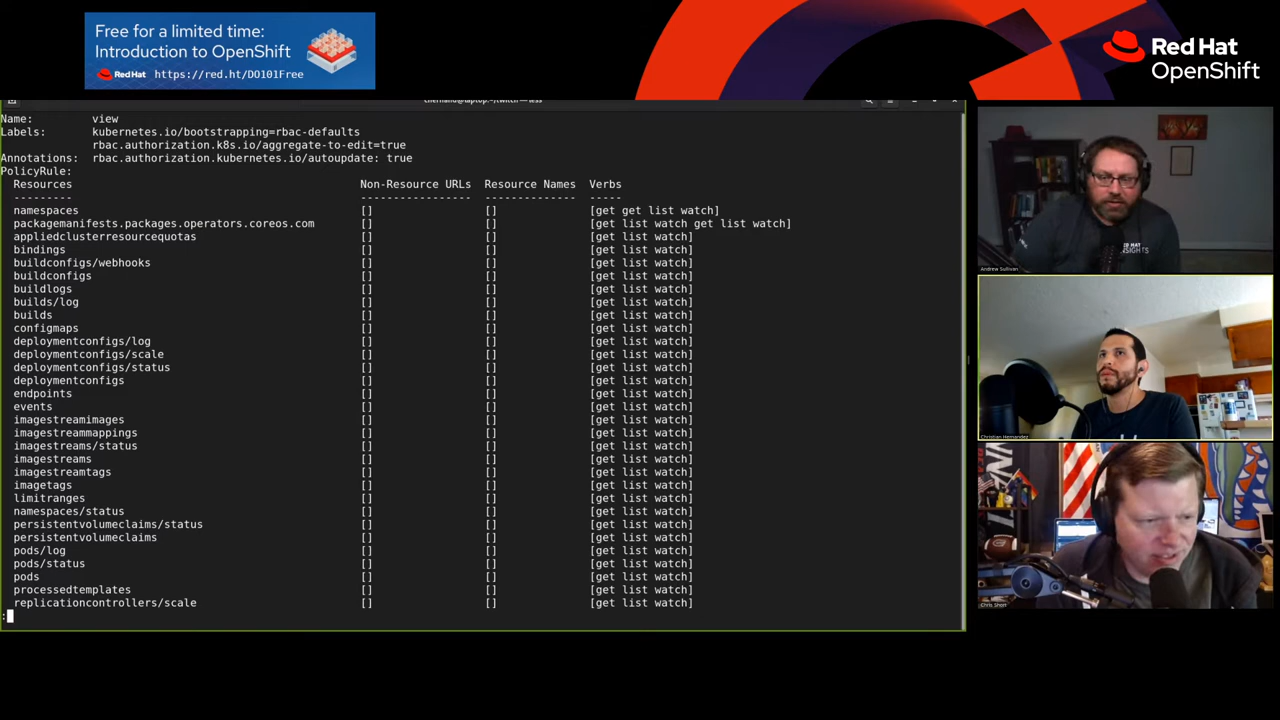 Free for a limited time:
Introduction to OpenShift
Red Hat https://red.ht/DO101Free
Red Hat
OpenShift
Name: view
Labels: kubernetes.io/bootstrapping=rbac-defaults
rbac.authorization.k8s.io/aggregate-to-edit=true
Annotations: rbac.authorization.kubernetes.io/autoupdate: true
PolicyRule:
Resources Non-Resource URLs Resource Names Verbs
--------- ----------------- -------------- -----
namespaces [] [] [get get list watch]
packagemanifests.packages.operators.coreos.com [] [] [get list watch get list watch]
appliedclusterresourcequotas [] [] [get list watch]
bindings [] [] [get list watch]
buildconfigs/webhooks [] [] [get list watch]
buildconfigs [] [] [get list watch]
buildlogs [] [] [get list watch]
builds/log [] [] [get list watch]
builds [] [] [get list watch]
configmaps [] [] [get list watch]
deploymentconfigs/log [] [] [get list watch]
deploymentconfigs/scale [] [] [get list watch]
deploymentconfigs/status [] [] [get list watch]
deploymentconfigs [] [] [get list watch]
endpoints [] [] [get list watch]
events [] [] [get list watch]
imagestreamimages [] [] [get list watch]
imagestreammappings [] [] [get list watch]
imagestreams/status [] [] [get list watch]
imagestreams [] [] [get list watch]
imagestreamtags [] [] [get list watch]
imagetags [] [] [get list watch]
limitranges [] [] [get list watch]
namespaces/status [] [] [get list watch]
persistentvolumeclaims/status [] [] [get list watch]
persistentvolumeclaims [] [] [get list watch]
pods/log [] [] [get list watch]
pods/status [] [] [get list watch]
pods [] [] [get list watch]
processedtemplates [] [] [get list watch]
replicationcontrollers/scale [] [] [get list watch]
:
RED HAT
Andrew Sullivan
Christian Hernandez
Chris Short